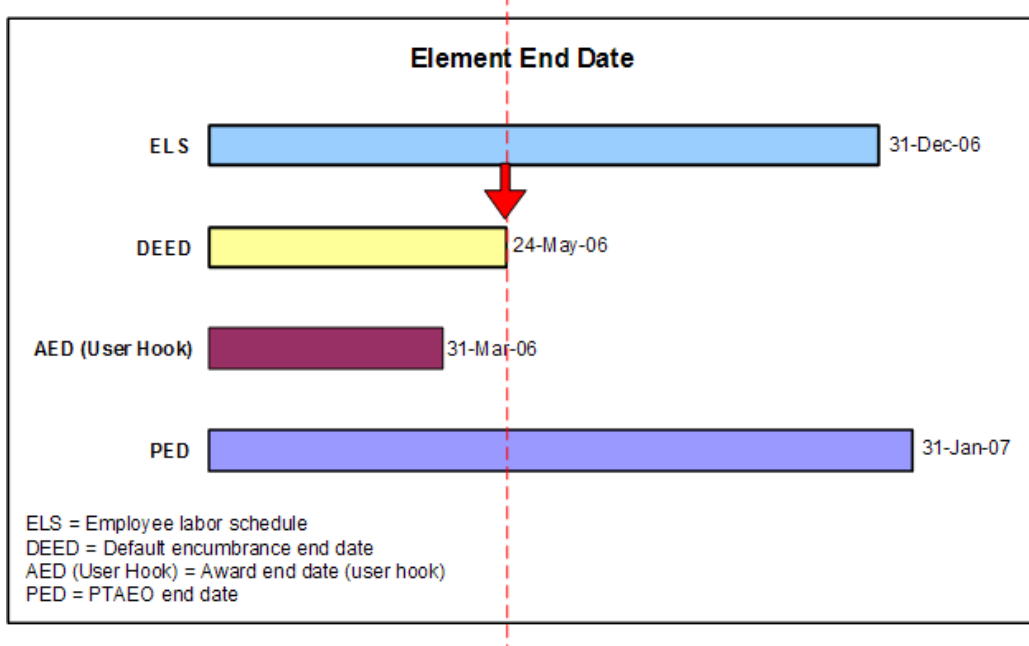 Element End Date
ELS
31-Dec-06
DEED
24-May-06
AED (User Hook)
31-Mar-06
PED
31-Jan-07
ELS = Employee labor schedule
DEED = Default encumbrance end date
AED (User Hook) = Award end date (user hook)
PED = PTAEO end date